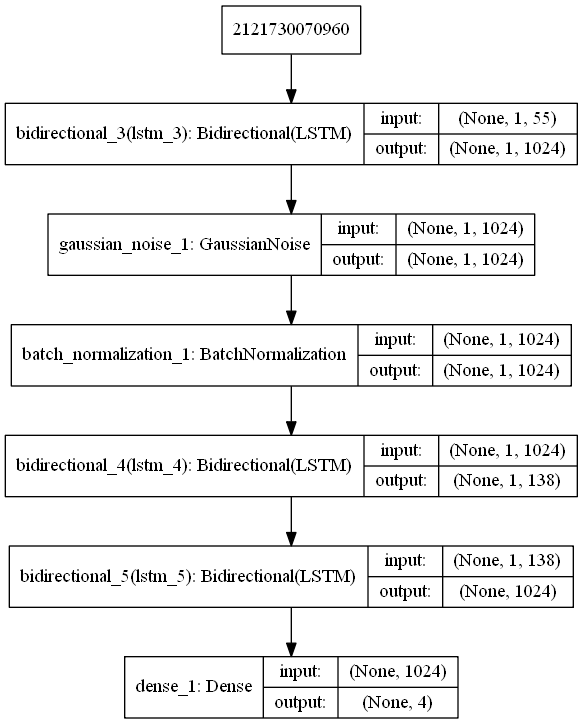 2121730070960
bidirectional_3(lstm_3): Bidirectional(LSTM)
input: (None, 1, 55)
output: (None, 1, 1024)
gaussian_noise_1: GaussianNoise
input: (None, 1, 1024)
output: (None, 1, 1024)
batch_normalization_1: BatchNormalization
input: (None, 1, 1024)
output: (None, 1, 1024)
bidirectional_4(lstm_4): Bidirectional(LSTM)
input: (None, 1, 1024)
output: (None, 1, 138)
bidirectional_5(lstm_5): Bidirectional(LSTM)
input: (None, 1, 138)
output: (None, 1024)
dense_1: Dense
input: (None, 1024)
output: (None, 4)